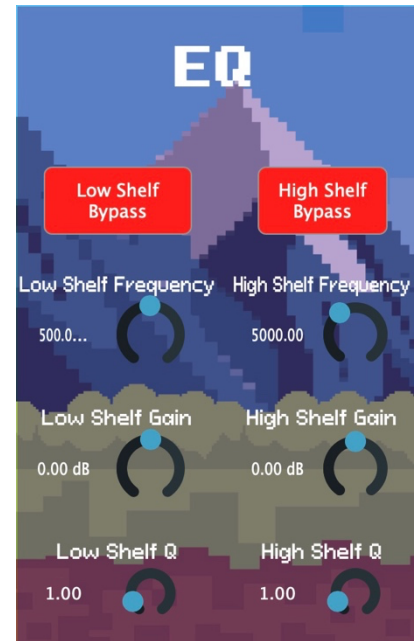 EQ
Low Shelf
Bypass
High Shelf
Bypass
Low Shelf Frequency
High Shelf Frequency
500.0...
5000.00
Low Shelf Gain
High Shelf Gain
0.00 dB
0.00 dB
Low Shelf Q
High Shelf Q
1.00
1.00